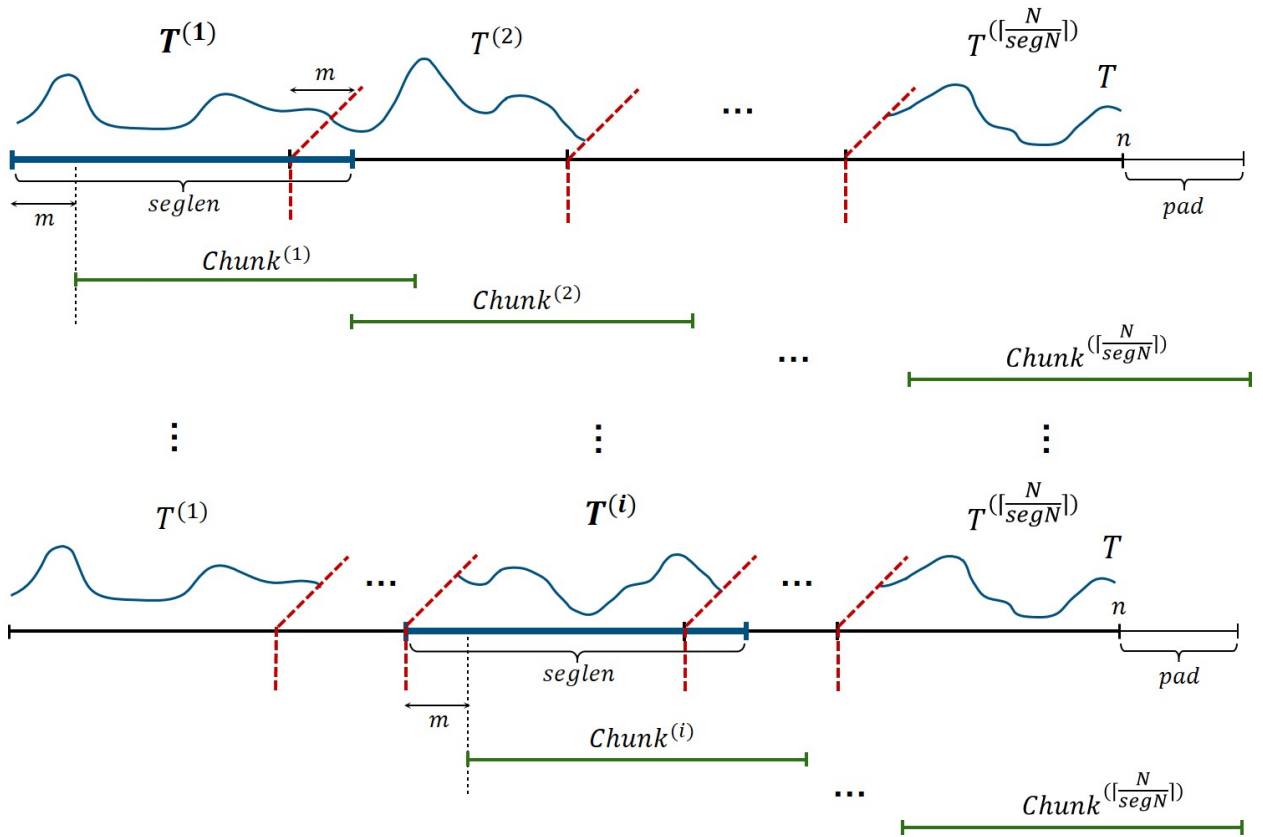 T^(1) T^(2) T^(⌈N/segN⌉)
m ... T
n
m seglen pad
Chunk^(1)
Chunk^(2)
... Chunk^(⌈N/segN⌉)
⋮ ⋮ ⋮
T^(1) T^(i) T^(⌈N/segN⌉)
... ... T
n
seglen pad
m
Chunk^(i)
... Chunk^(⌈N/segN⌉)